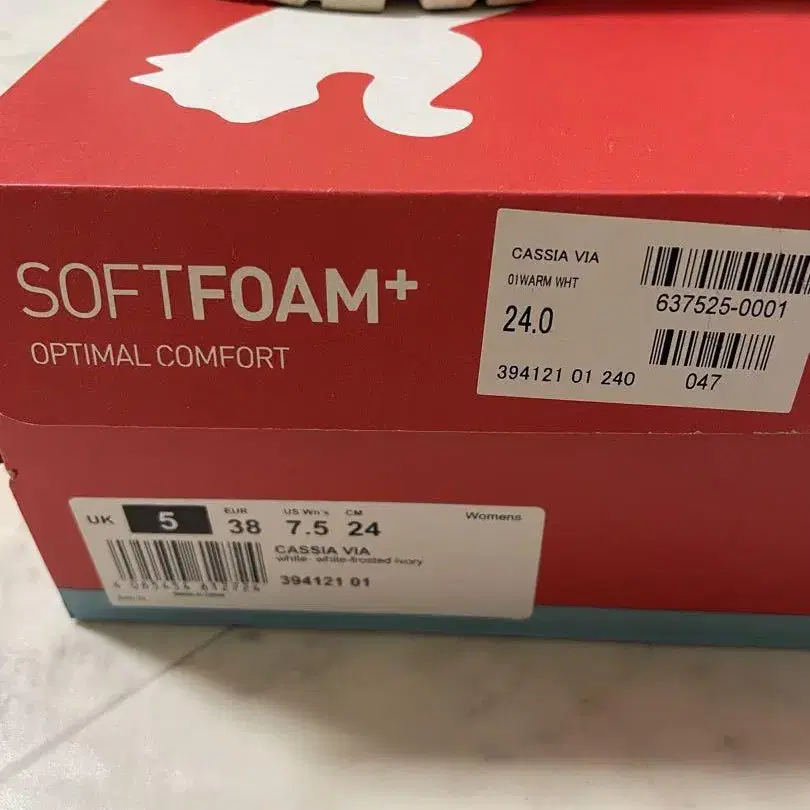 SOFTFOAM+
OPTIMAL COMFORT
CASSIA VIA
01WARM WHT
24.0
394121 01 240
637525-0001
047
UK 5 EUR 38 US Wn's 7.5 CM 24 Womens
CASSIA VIA
white- white-frosted ivory
394121 01